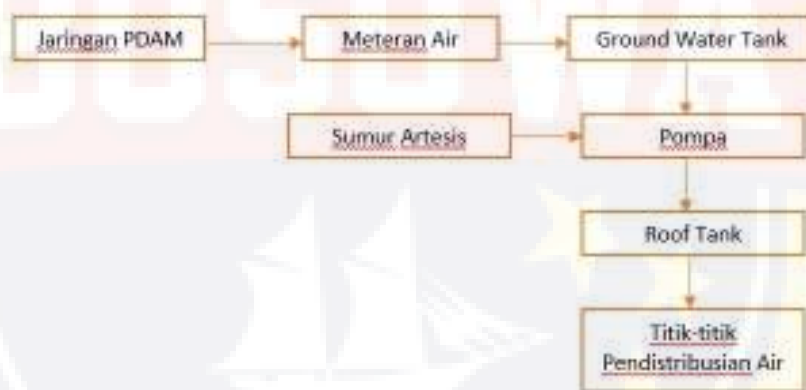 Jaringan PDAM
Meteran Air
Ground Water Tank
Sumur Artesis
Pompa
Roof Tank
Titik-titik
Pendistribusian Air